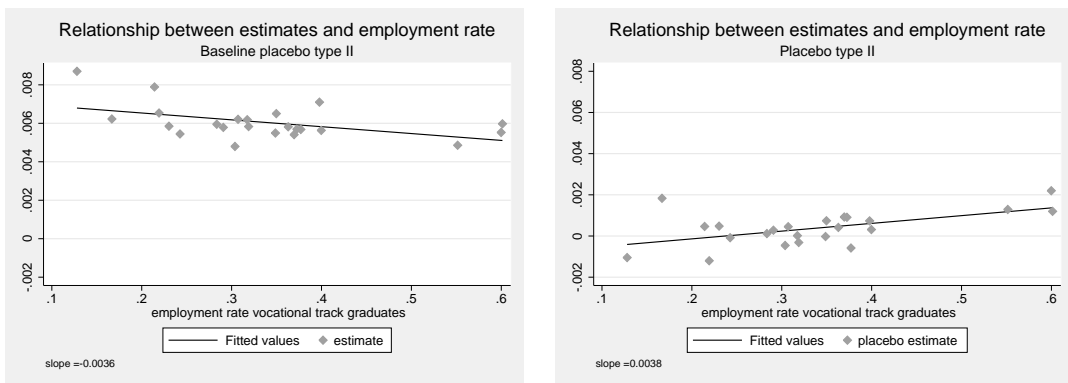 Relationship between estimates and employment rate
Baseline placebo type II
.008
.006
.004
.002
0
-.002
.1 .2 .3 .4 .5 .6
employment rate vocational track graduates
Fitted values estimate
slope =-0.0036
Relationship between estimates and employment rate
Placebo type II
.008
.006
.004
.002
0
-.002
.1 .2 .3 .4 .5 .6
employment rate vocational track graduates
Fitted values placebo estimate
slope =0.0038